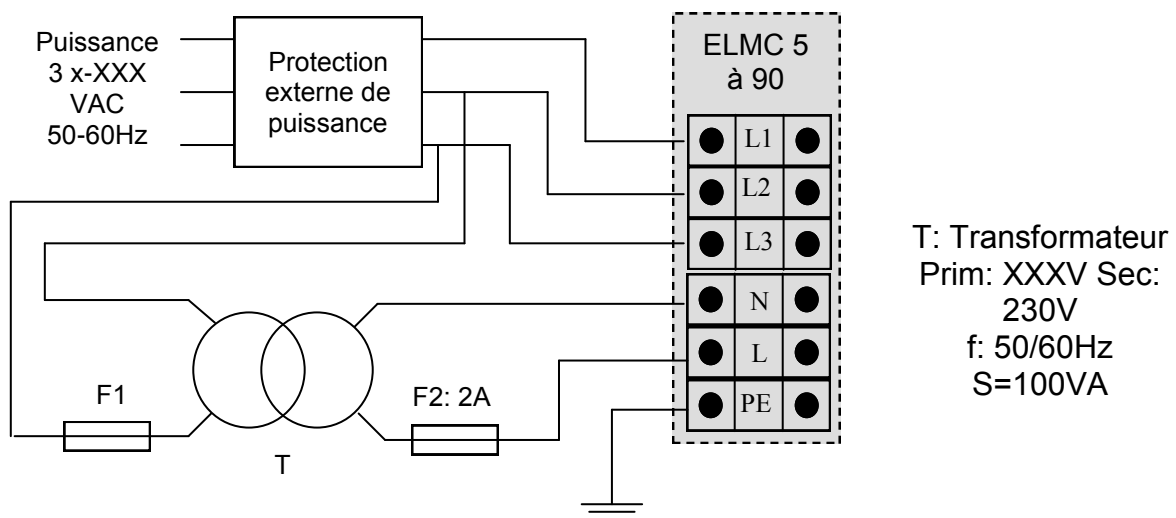 Puissance
3 x-XXX
VAC
50-60Hz
Protection
externe de
puissance
ELMC 5
à 90
L1
L2
L3
N
L
PE
F1
T
F2: 2A
T: Transformateur
Prim: XXXV Sec:
230V
f: 50/60Hz
S=100VA